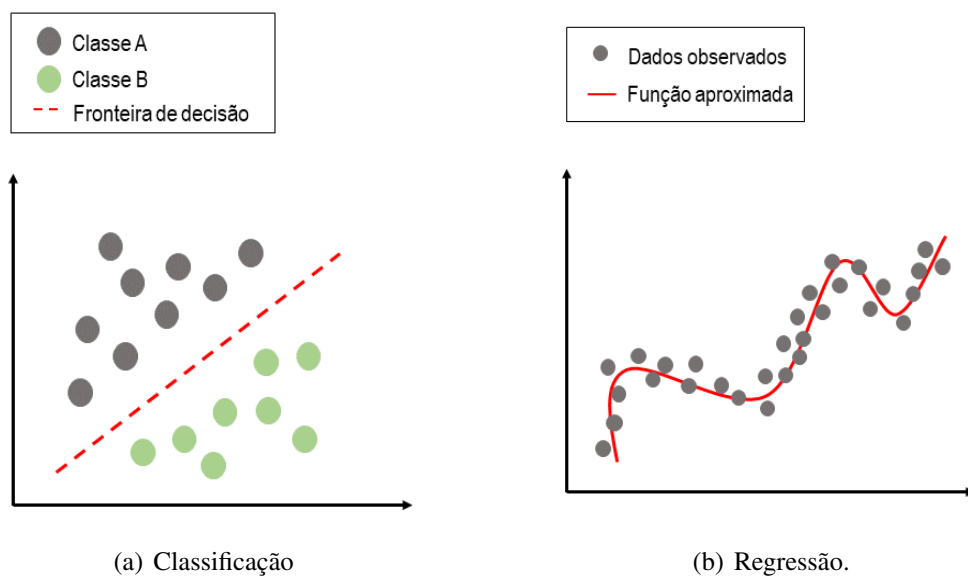 Classe A
Classe B
Fronteira de decisão
Dados observados
Função aproximada
(a) Classificação
(b) Regressão.